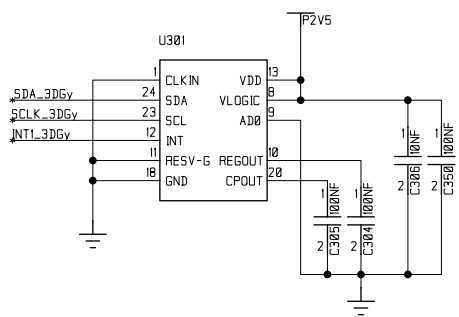 P2V5
U301
1 CLKIN VDD 13
SDA_3DGy 24 SDA VLOGIC 8
SCLK_3DGy 23 SCL AD0 9
INT1_3DGy 12 INT
11 RESV-G REGOUT 10
18 GND CPOUT 20
1 2 100NF C305
1 2 100NF C304
1 2 10NF C306
1 2 100NF C350